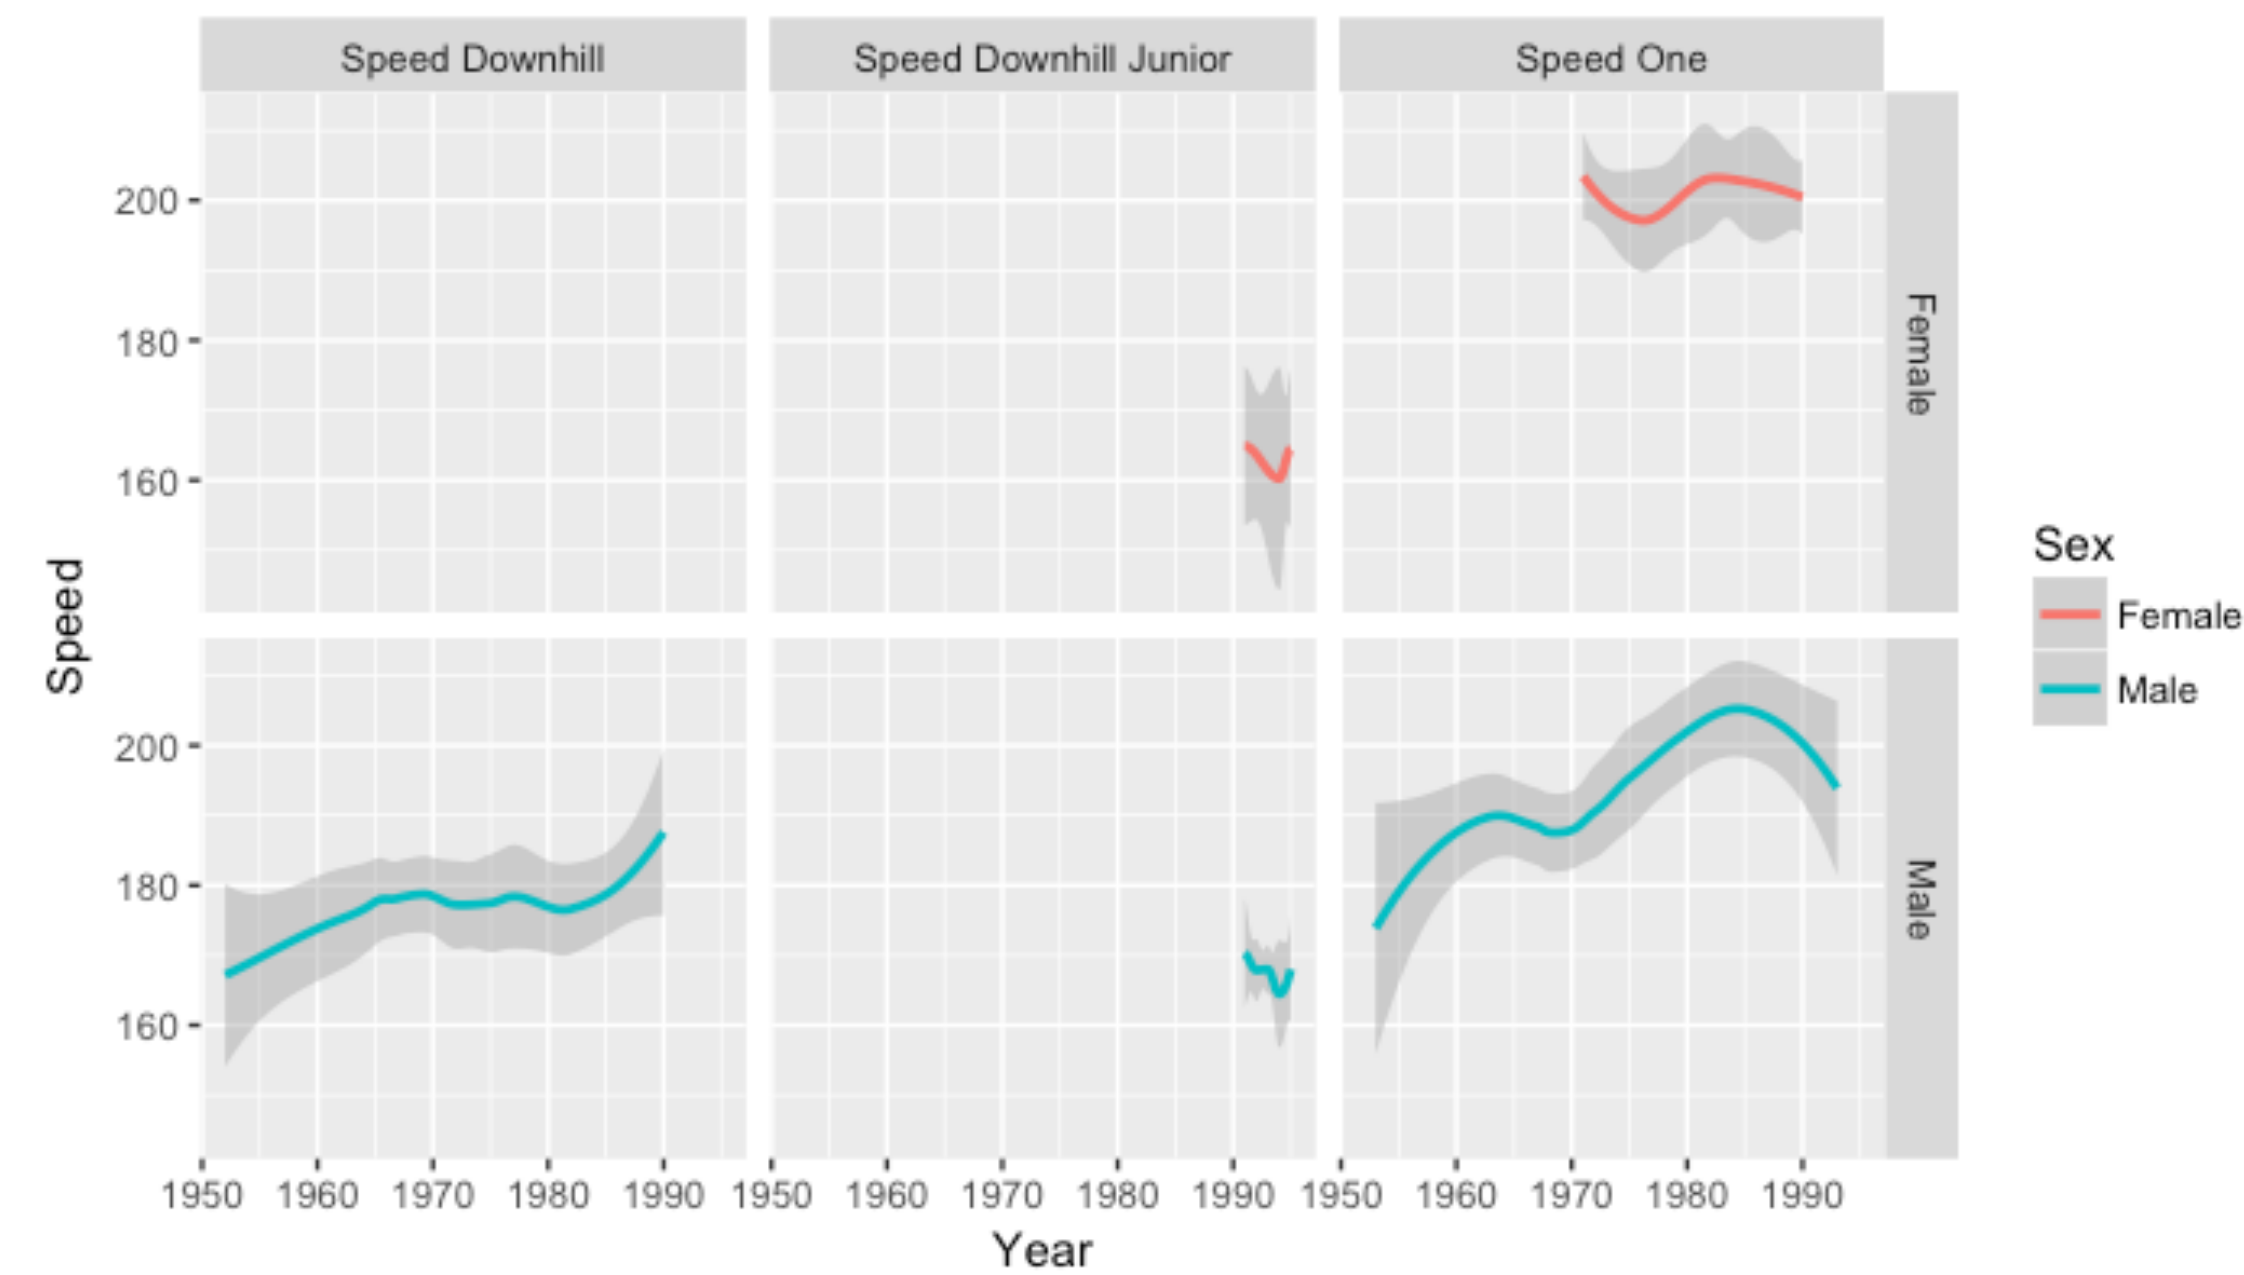 Speed Downhill
Speed Downhill Junior
Speed One
200
180
160
Female
Speed
200
180
160
Male
1950 1960 1970 1980 1990
1950 1960 1970 1980 1990
1950 1960 1970 1980 1990
Year
Sex
Female
Male